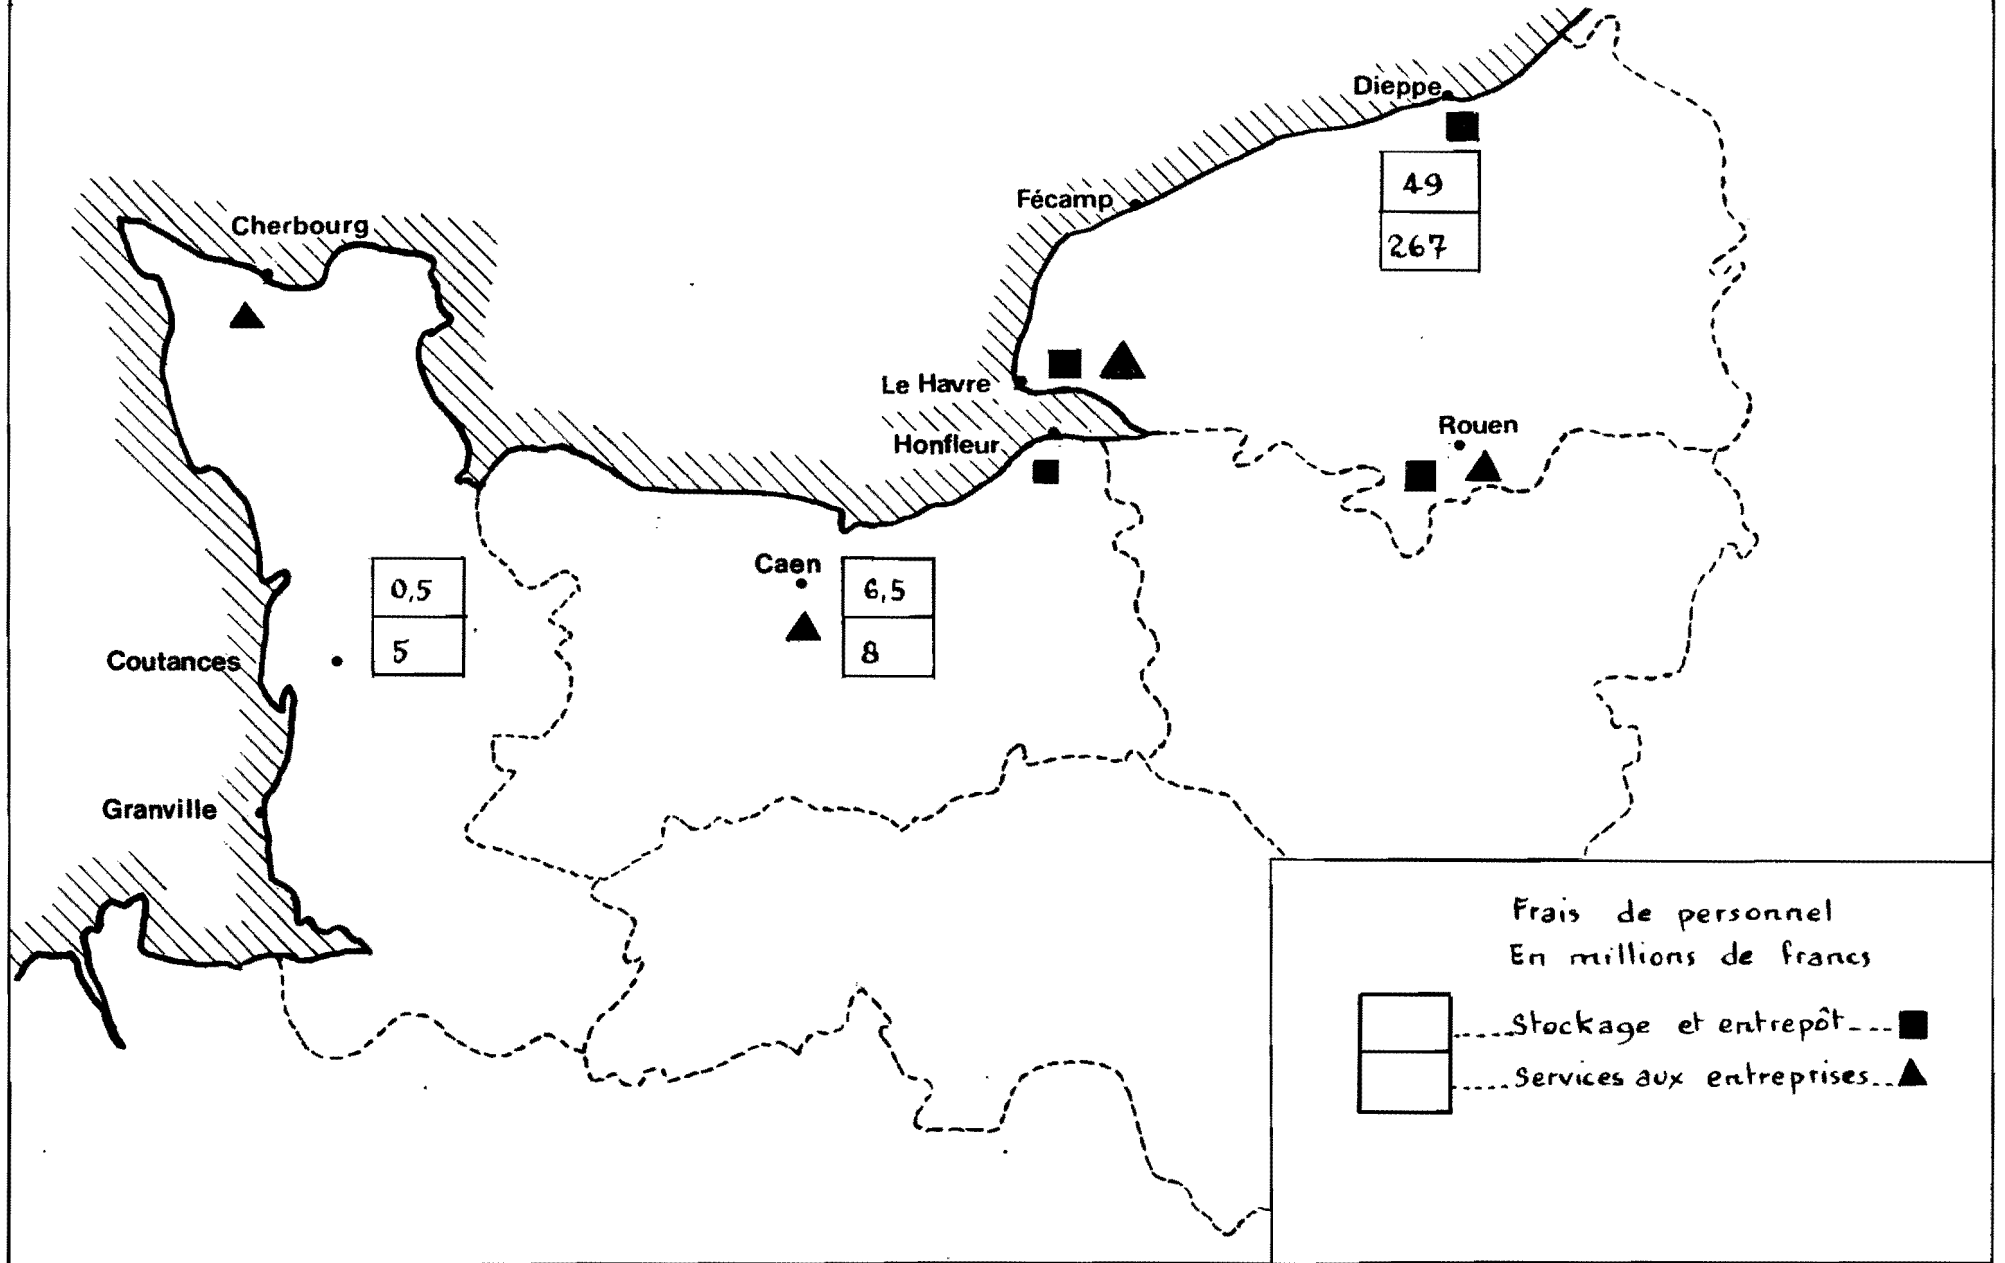 Dieppe
49
267
Fécamp
Cherbourg
Le Havre
Honfleur
Rouen
Caen
0,5
5
6,5
8
Coutances
Granville
Frais de personnel
En millions de francs
Stockage et entrepôt
Services aux entreprises